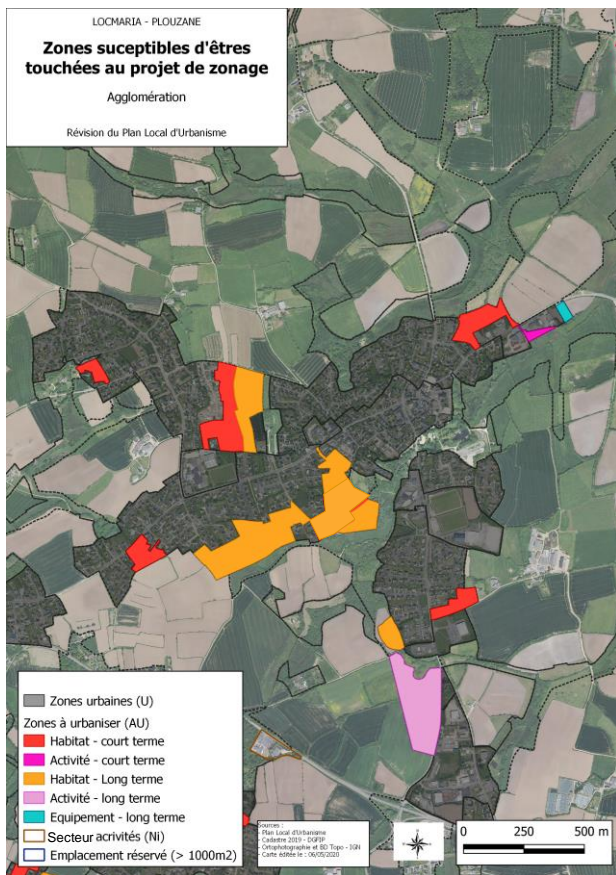 LOCMARIA - PLOUZANE
Zones suceptibles d'êtres
touchées au projet de zonage
Agglomération
Révision du Plan Local d'Urbanisme
Zones urbaines (U)
Zones à urbaniser (AU)
Habitat - court terme
Activité - court terme
Habitat - Long terme
Activité - long terme
Equipement - long terme
Secteur acrivités (Ni)
Emplacement réservé (> 1000m2)
Sources :
- Plan Local d'Urbanisme
- Cadastre 2019 - DGFIP
- Ortophotographie et BD Topo - IGN
- Carte éditée le : 06/05/2020
0 250 500 m